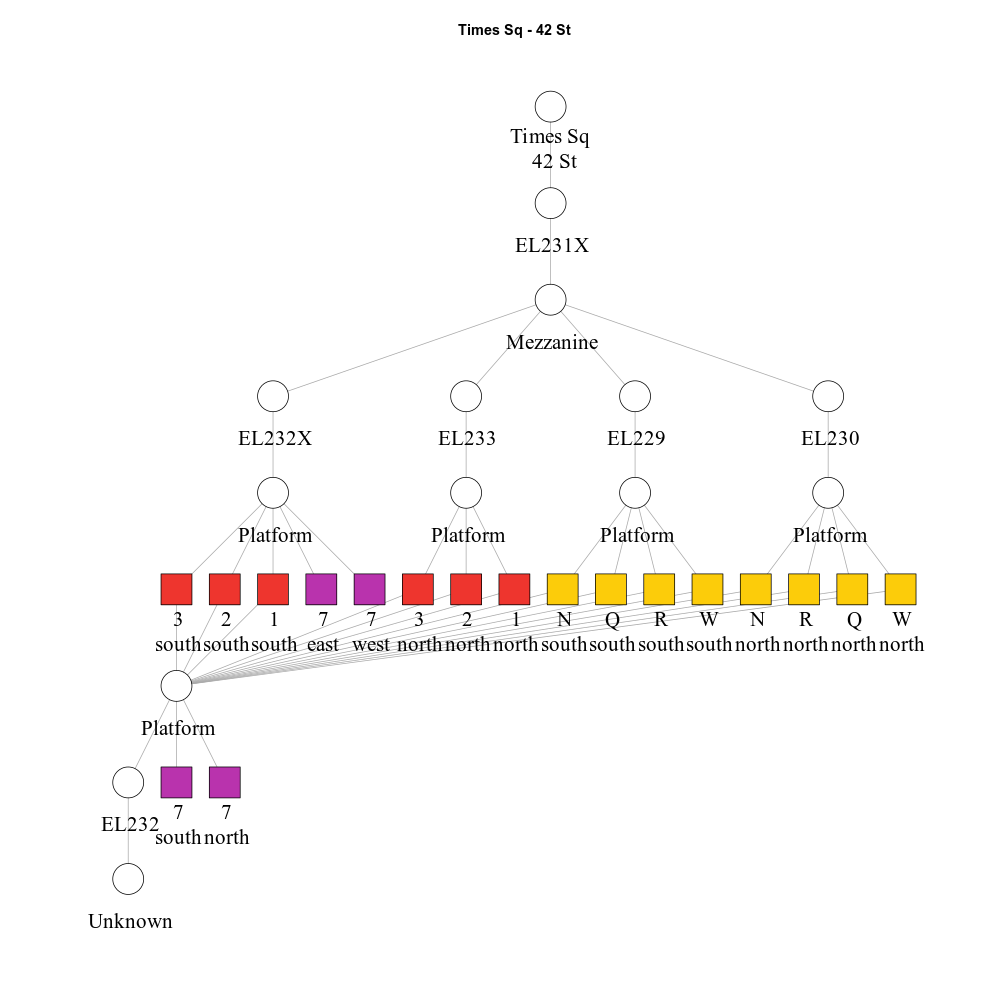 Times Sq - 42 St
Times Sq
42 St
EL231X
Mezzanine
EL232X EL233 EL229 EL230
Platform Platform Platform Platform
3 2 1 7 7 3 2 1 N Q R W N R Q W
south south south east west north north north south south south south north north north north
Platform
7 7
EL232
south north
Unknown